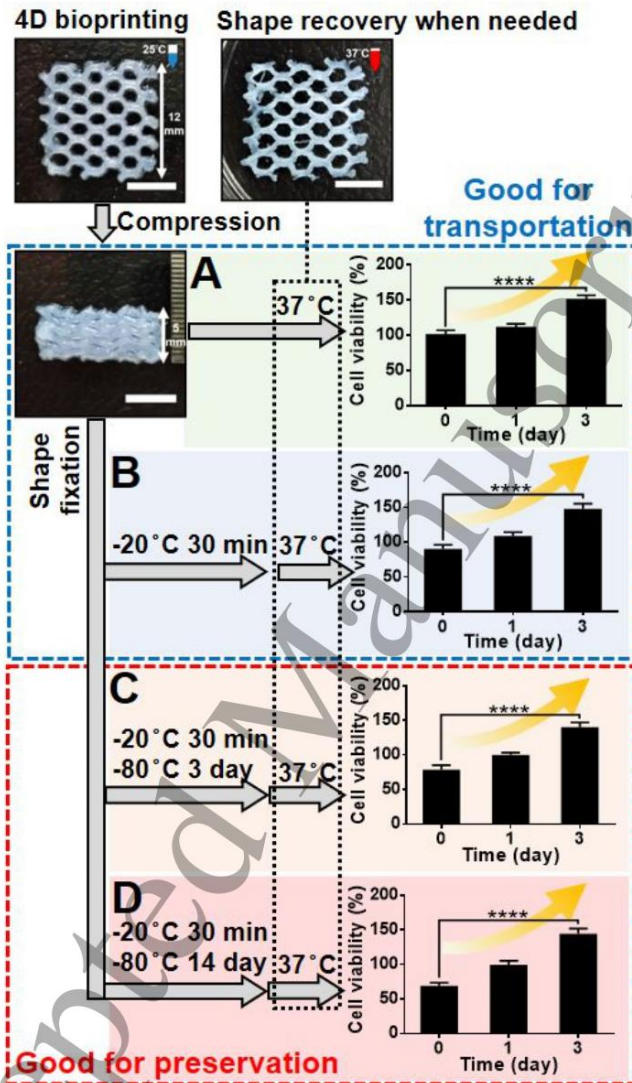 4D bioprinting
Shape recovery when needed
25°C
12
mm
37°C
Compression
Good for
transportation
5
mm
Shape
fixation
A
37°C
Cell viability (%)
200
150
100
50
0
****
0 1 3
Time (day)
B
-20°C 30 min
37°C
Cell viability (%)
200
150
100
50
0
****
0 1 3
Time (day)
C
-20°C 30 min
-80°C 3 day
37°C
Cell viability (%)
200
150
100
50
0
****
0 1 3
Time (day)
D
-20°C 30 min
-80°C 14 day
37°C
Cell viability (%)
200
150
100
50
0
****
0 1 3
Time (day)
Good for preservation